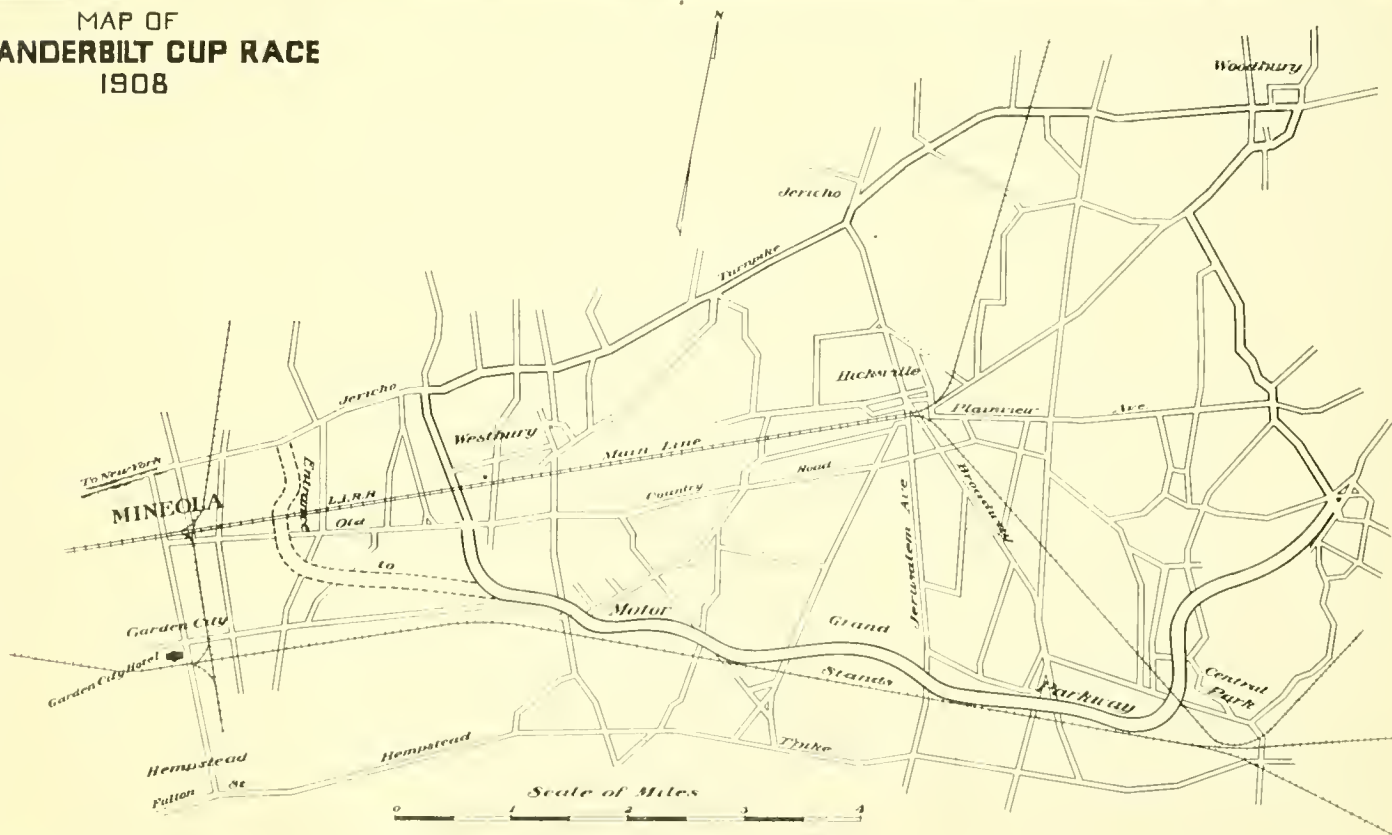 MAP OF
ANDERBILT CUP RACE
1908
N
Woodbury
Jericho
Turnpike
Jericho
Hicksville
Plainview Ave
Westbury
Main Line
To New York
Entrance
to
MINEOLA
L.I.R.R
Old Country Road
Broadway
Jerusalem Ave
Motor
Parkway
Grand
Stands
Garden City
Garden City Hotel
Central
Park
Hempstead
Hempstead
T'pike
Fulton St
Scale of Miles
0 1 2 3 4